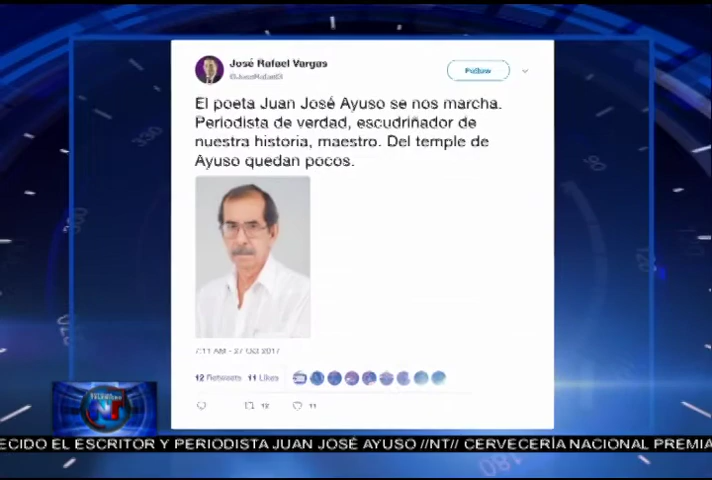 José Rafael Vargas
Follow
El poeta Juan José Ayuso se nos marcha.
Periodista de verdad, escudriñador de
nuestra historia, maestro. Del temple de
Ayuso quedan pocos.
7:11 AM - 27 Oct 2017
12 Retweets 11 Likes
12 11
NT
ECIDO EL ESCRITOR Y PERIODISTA JUAN JOSÉ AYUSO //NT// CERVECERÍA NACIONAL PREMIA